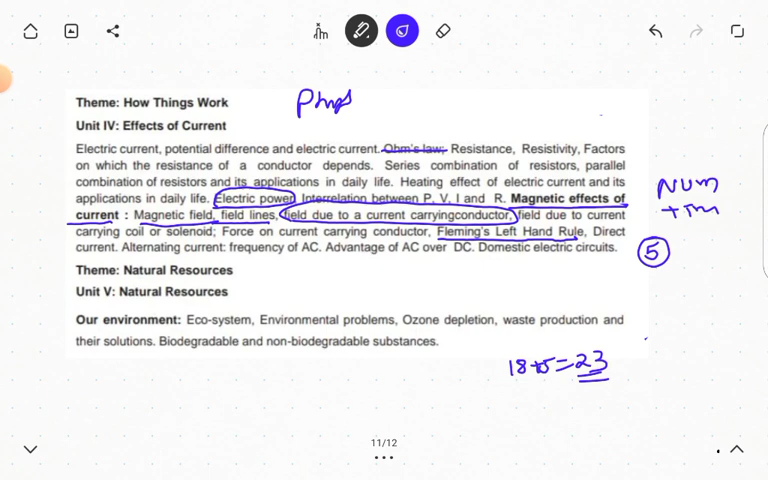 Phys
Theme: How Things Work
Unit IV: Effects of Current
Electric current, potential difference and electric current. Ohm's law; Resistance, Resistivity, Factors
on which the resistance of a conductor depends. Series combination of resistors, parallel
combination of resistors and its applications in daily life. Heating effect of electric current and its
applications in daily life. Electric power, Interrelation between P, V, I and R. Magnetic effects of
current : Magnetic field, field lines, field due to a current carryingconductor, field due to current
carrying coil or solenoid; Force on current carrying conductor, Fleming's Left Hand Rule, Direct
current. Alternating current: frequency of AC. Advantage of AC over DC. Domestic electric circuits.
Num
5
Theme: Natural Resources
Unit V: Natural Resources
Our environment: Eco-system, Environmental problems, Ozone depletion, waste production and
their solutions. Biodegradable and non-biodegradable substances.
18+5=23
11/12